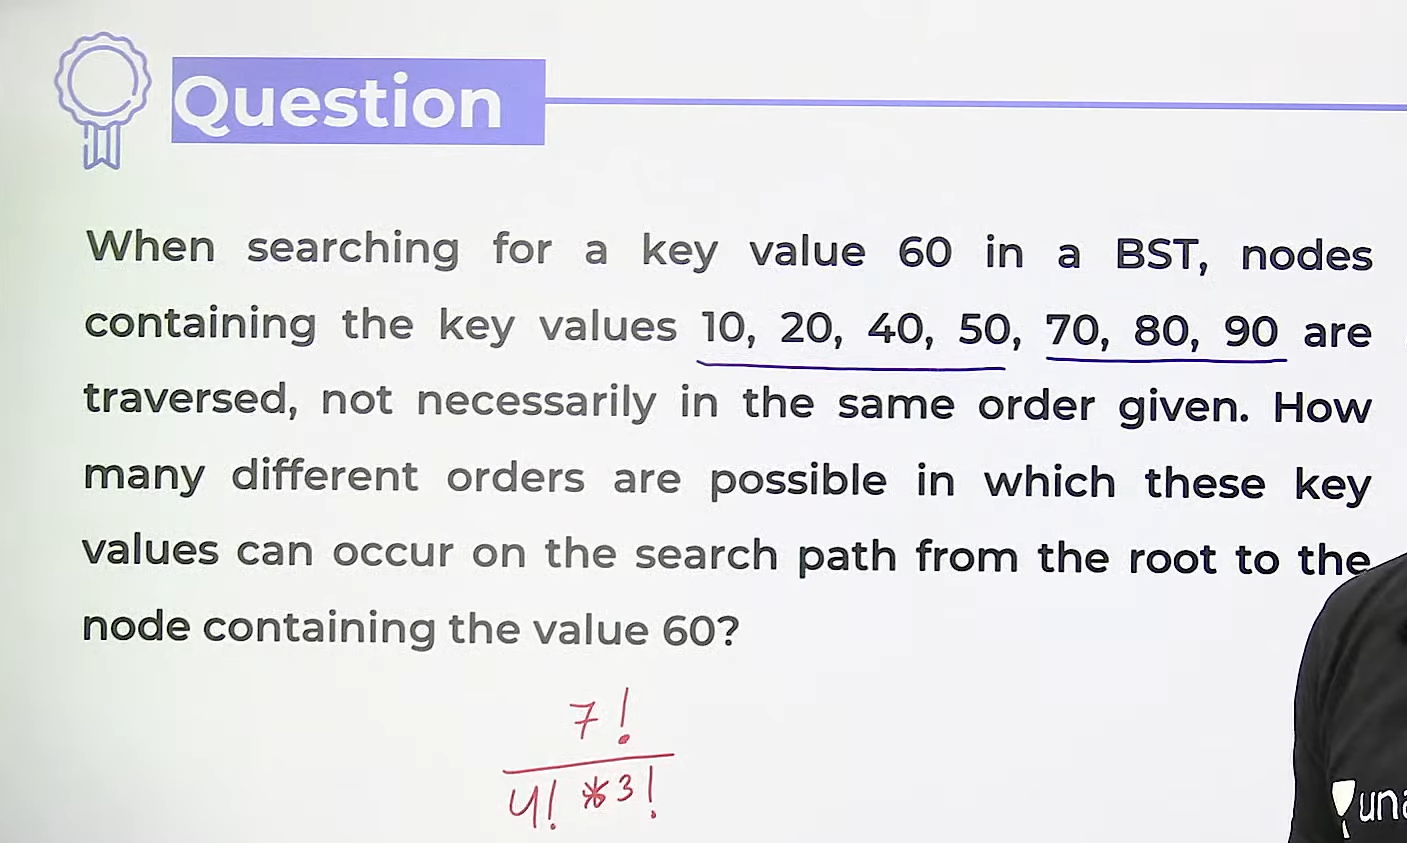 Question
When searching for a key value 60 in a BST, nodes
containing the key values 10, 20, 40, 50, 70, 80, 90 are
traversed, not necessarily in the same order given. How
many different orders are possible in which these key
values can occur on the search path from the root to the
node containing the value 60?
7!
4! * 3!